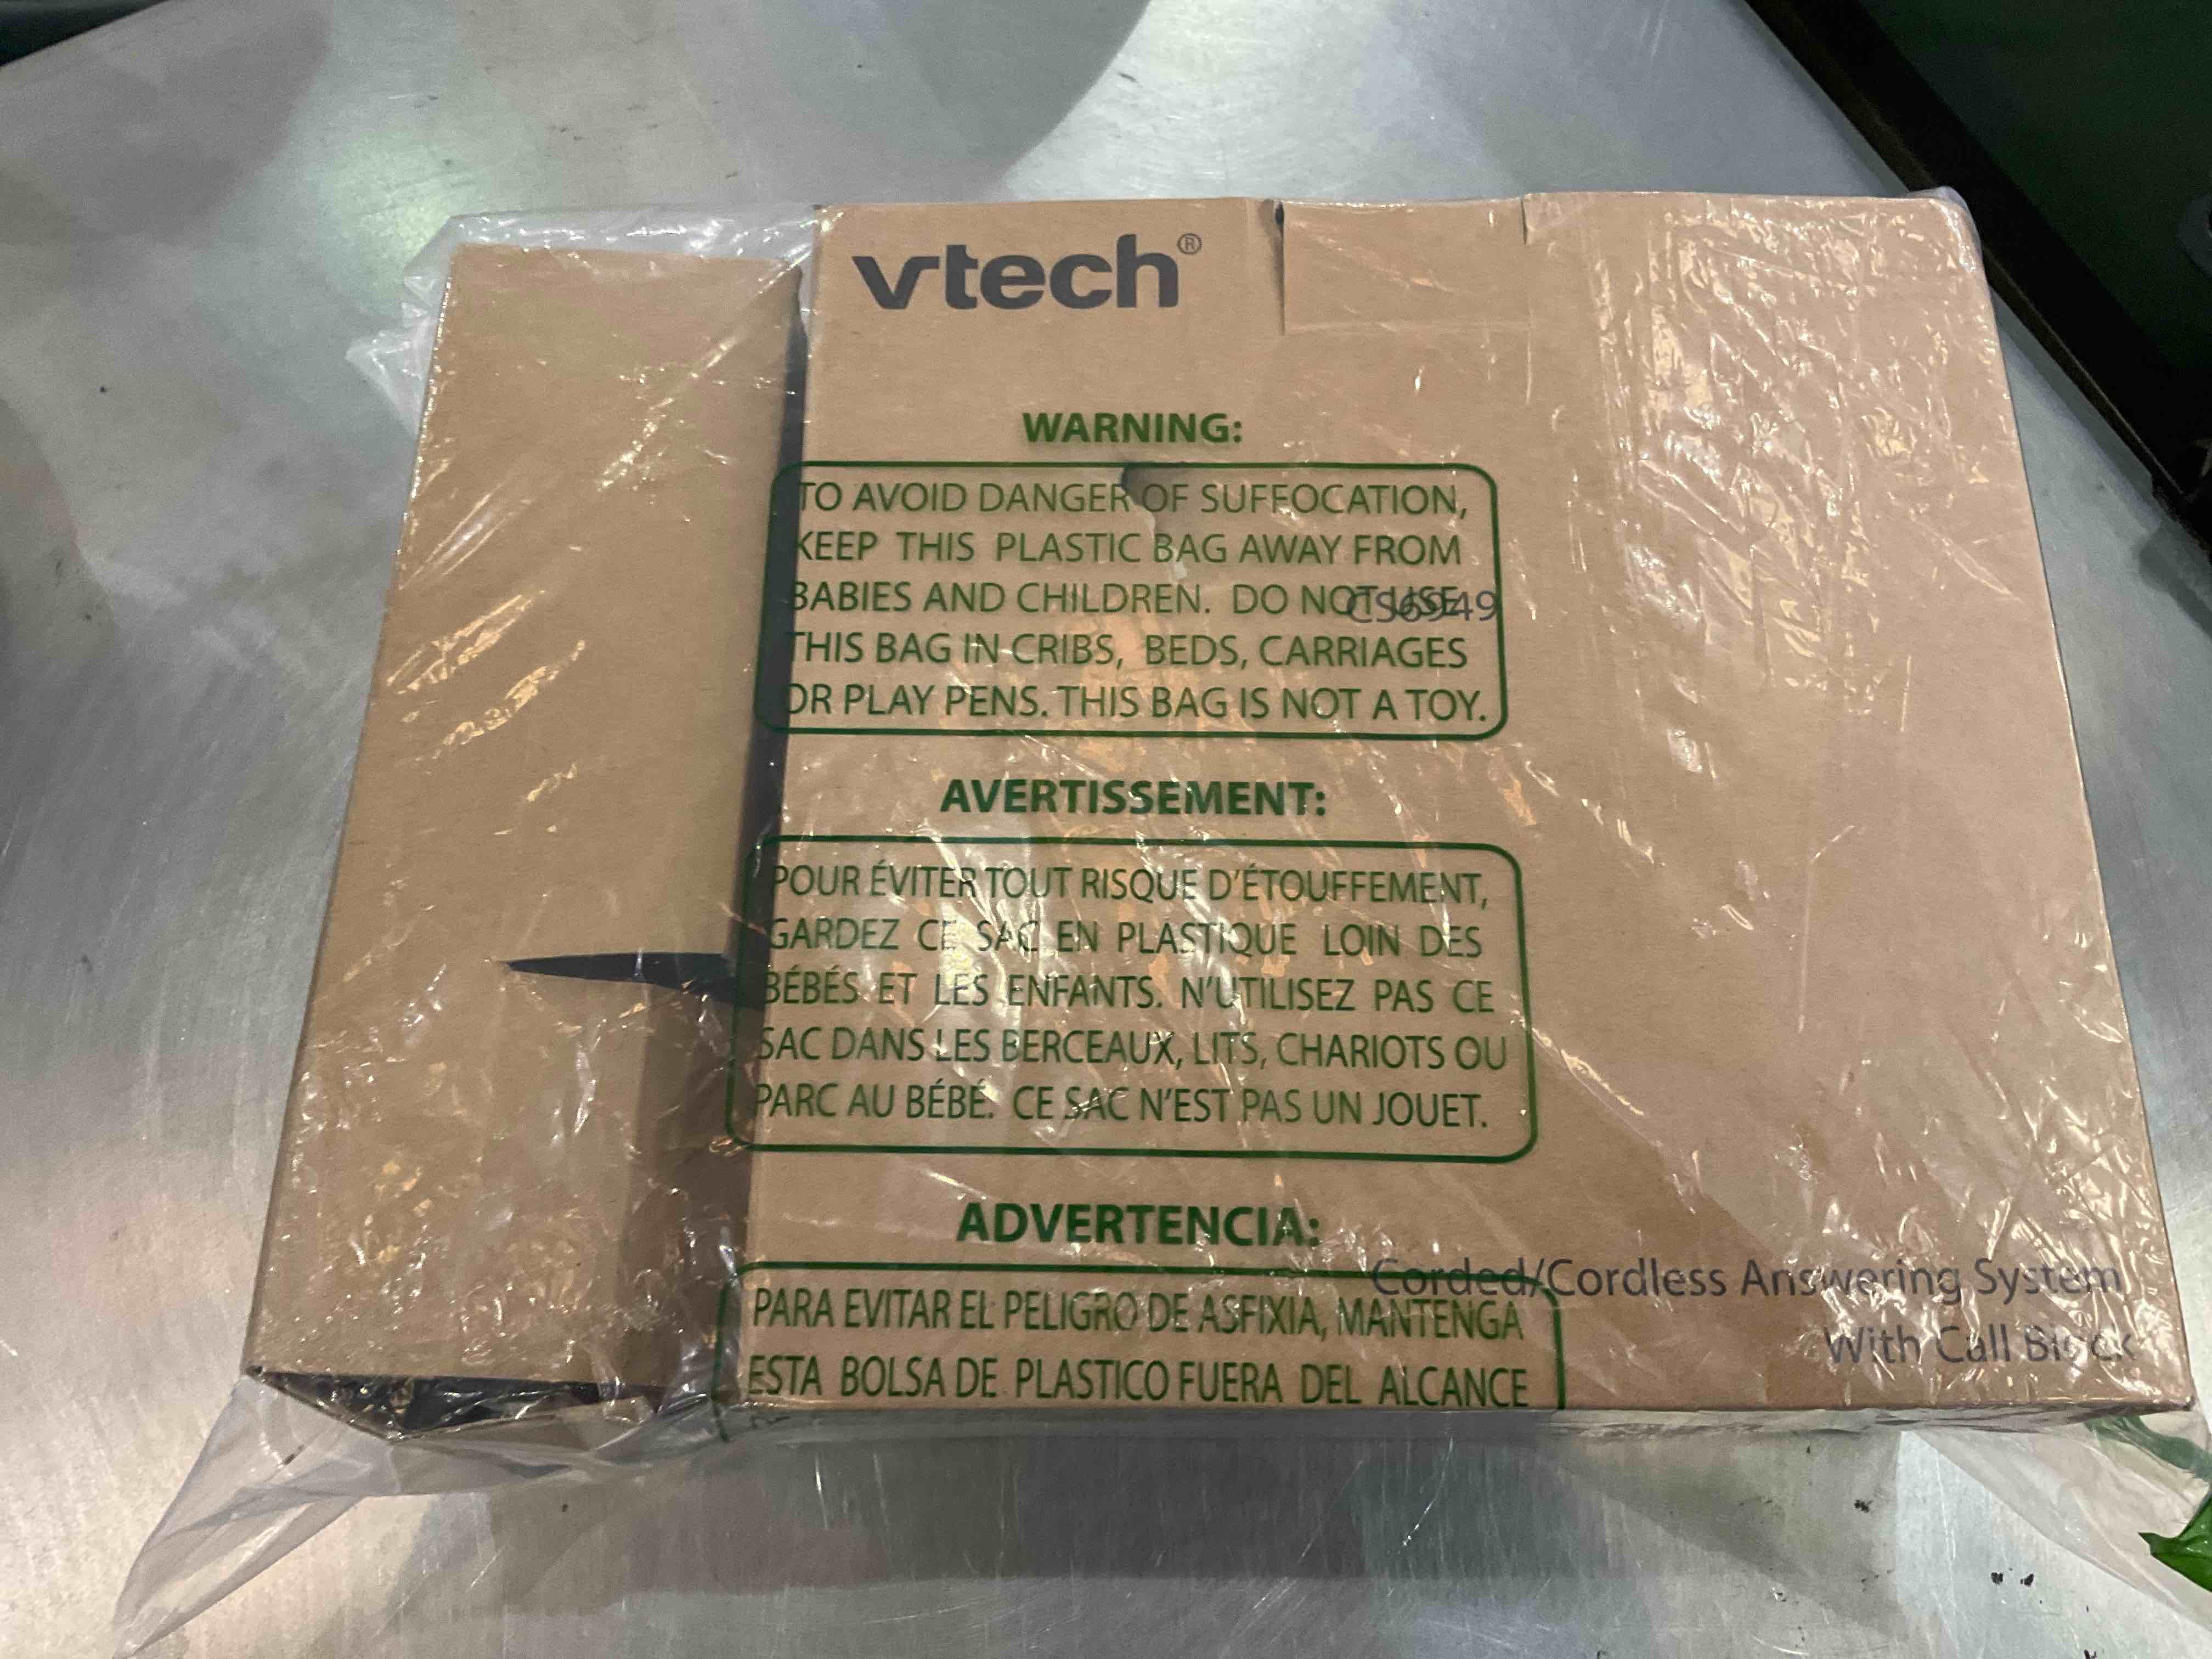 vtech®
WARNING:
TO AVOID DANGER OF SUFFOCATION,
KEEP THIS PLASTIC BAG AWAY FROM
BABIES AND CHILDREN. DO NOT USE
CS6949
THIS BAG IN CRIBS, BEDS, CARRIAGES
OR PLAY PENS. THIS BAG IS NOT A TOY.
AVERTISSEMENT:
POUR ÉVITER TOUT RISQUE D'ÉTOUFFEMENT,
GARDEZ CE SAC EN PLASTIQUE LOIN DES
BÉBÉS ET LES ENFANTS. N'UTILISEZ PAS CE
SAC DANS LES BERCEAUX, LITS, CHARIOTS OU
PARC AU BÉBÉ. CE SAC N'EST PAS UN JOUET.
ADVERTENCIA:
PARA EVITAR EL PELIGRO DE ASFIXIA, MANTENGA
ESTA BOLSA DE PLASTICO FUERA DEL ALCANCE
Corded/Cordless Answering System
With Call Block